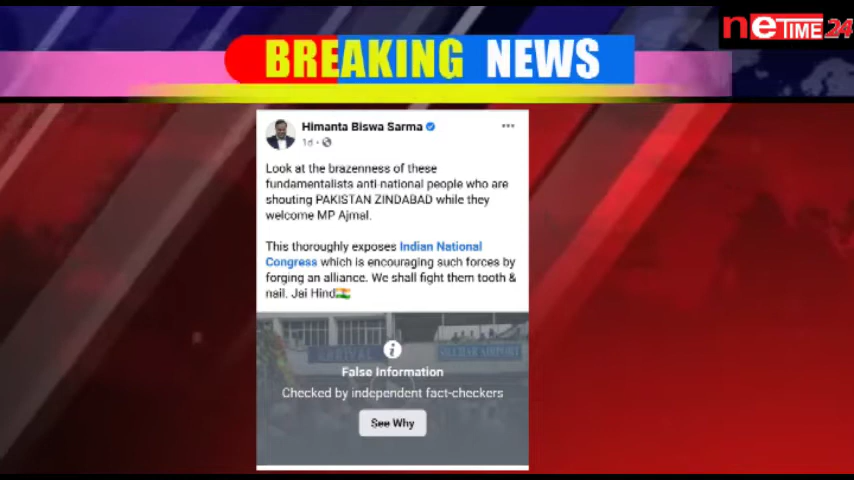 neTIME24
BREAKING NEWS
Himanta Biswa Sarma
1d
Look at the brazenness of these
fundamentalists anti-national people who are
shouting PAKISTAN ZINDABAD while they
welcome MP Ajmal.
This thoroughly exposes Indian National
Congress which is encouraging such forces by
forging an alliance. We shall fight them tooth &
nail. Jai Hind🇮🇳
ARRIVAL SILCHAR AIRPORT
False Information
Checked by independent fact-checkers
See Why